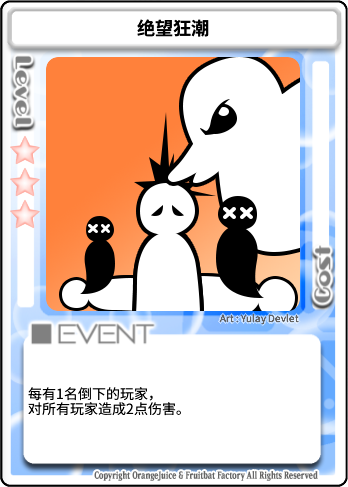 绝望狂潮
Level
Cost
Art : Yulay Devlet
EVENT
每有1名倒下的玩家，
对所有玩家造成2点伤害。
Copyright OrangeJuice & Fruitbat Factory All Rights Reserved